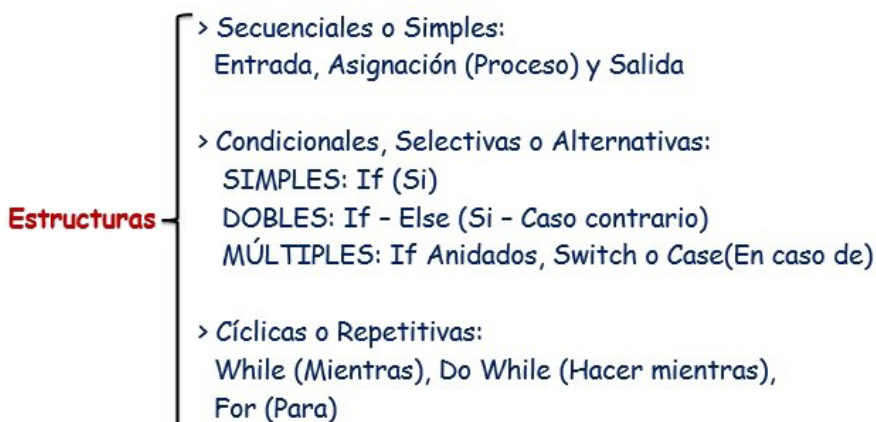 > Secuenciales o Simples:
Entrada, Asignación (Proceso) y Salida
> Condicionales, Selectivas o Alternativas:
SIMPLES: If (Si)
Estructuras
DOBLES: If – Else (Si – Caso contrario)
MÚLTIPLES: If Anidados, Switch o Case(En caso de)
> Cíclicas o Repetitivas:
While (Mientras), Do While (Hacer mientras),
For (Para)